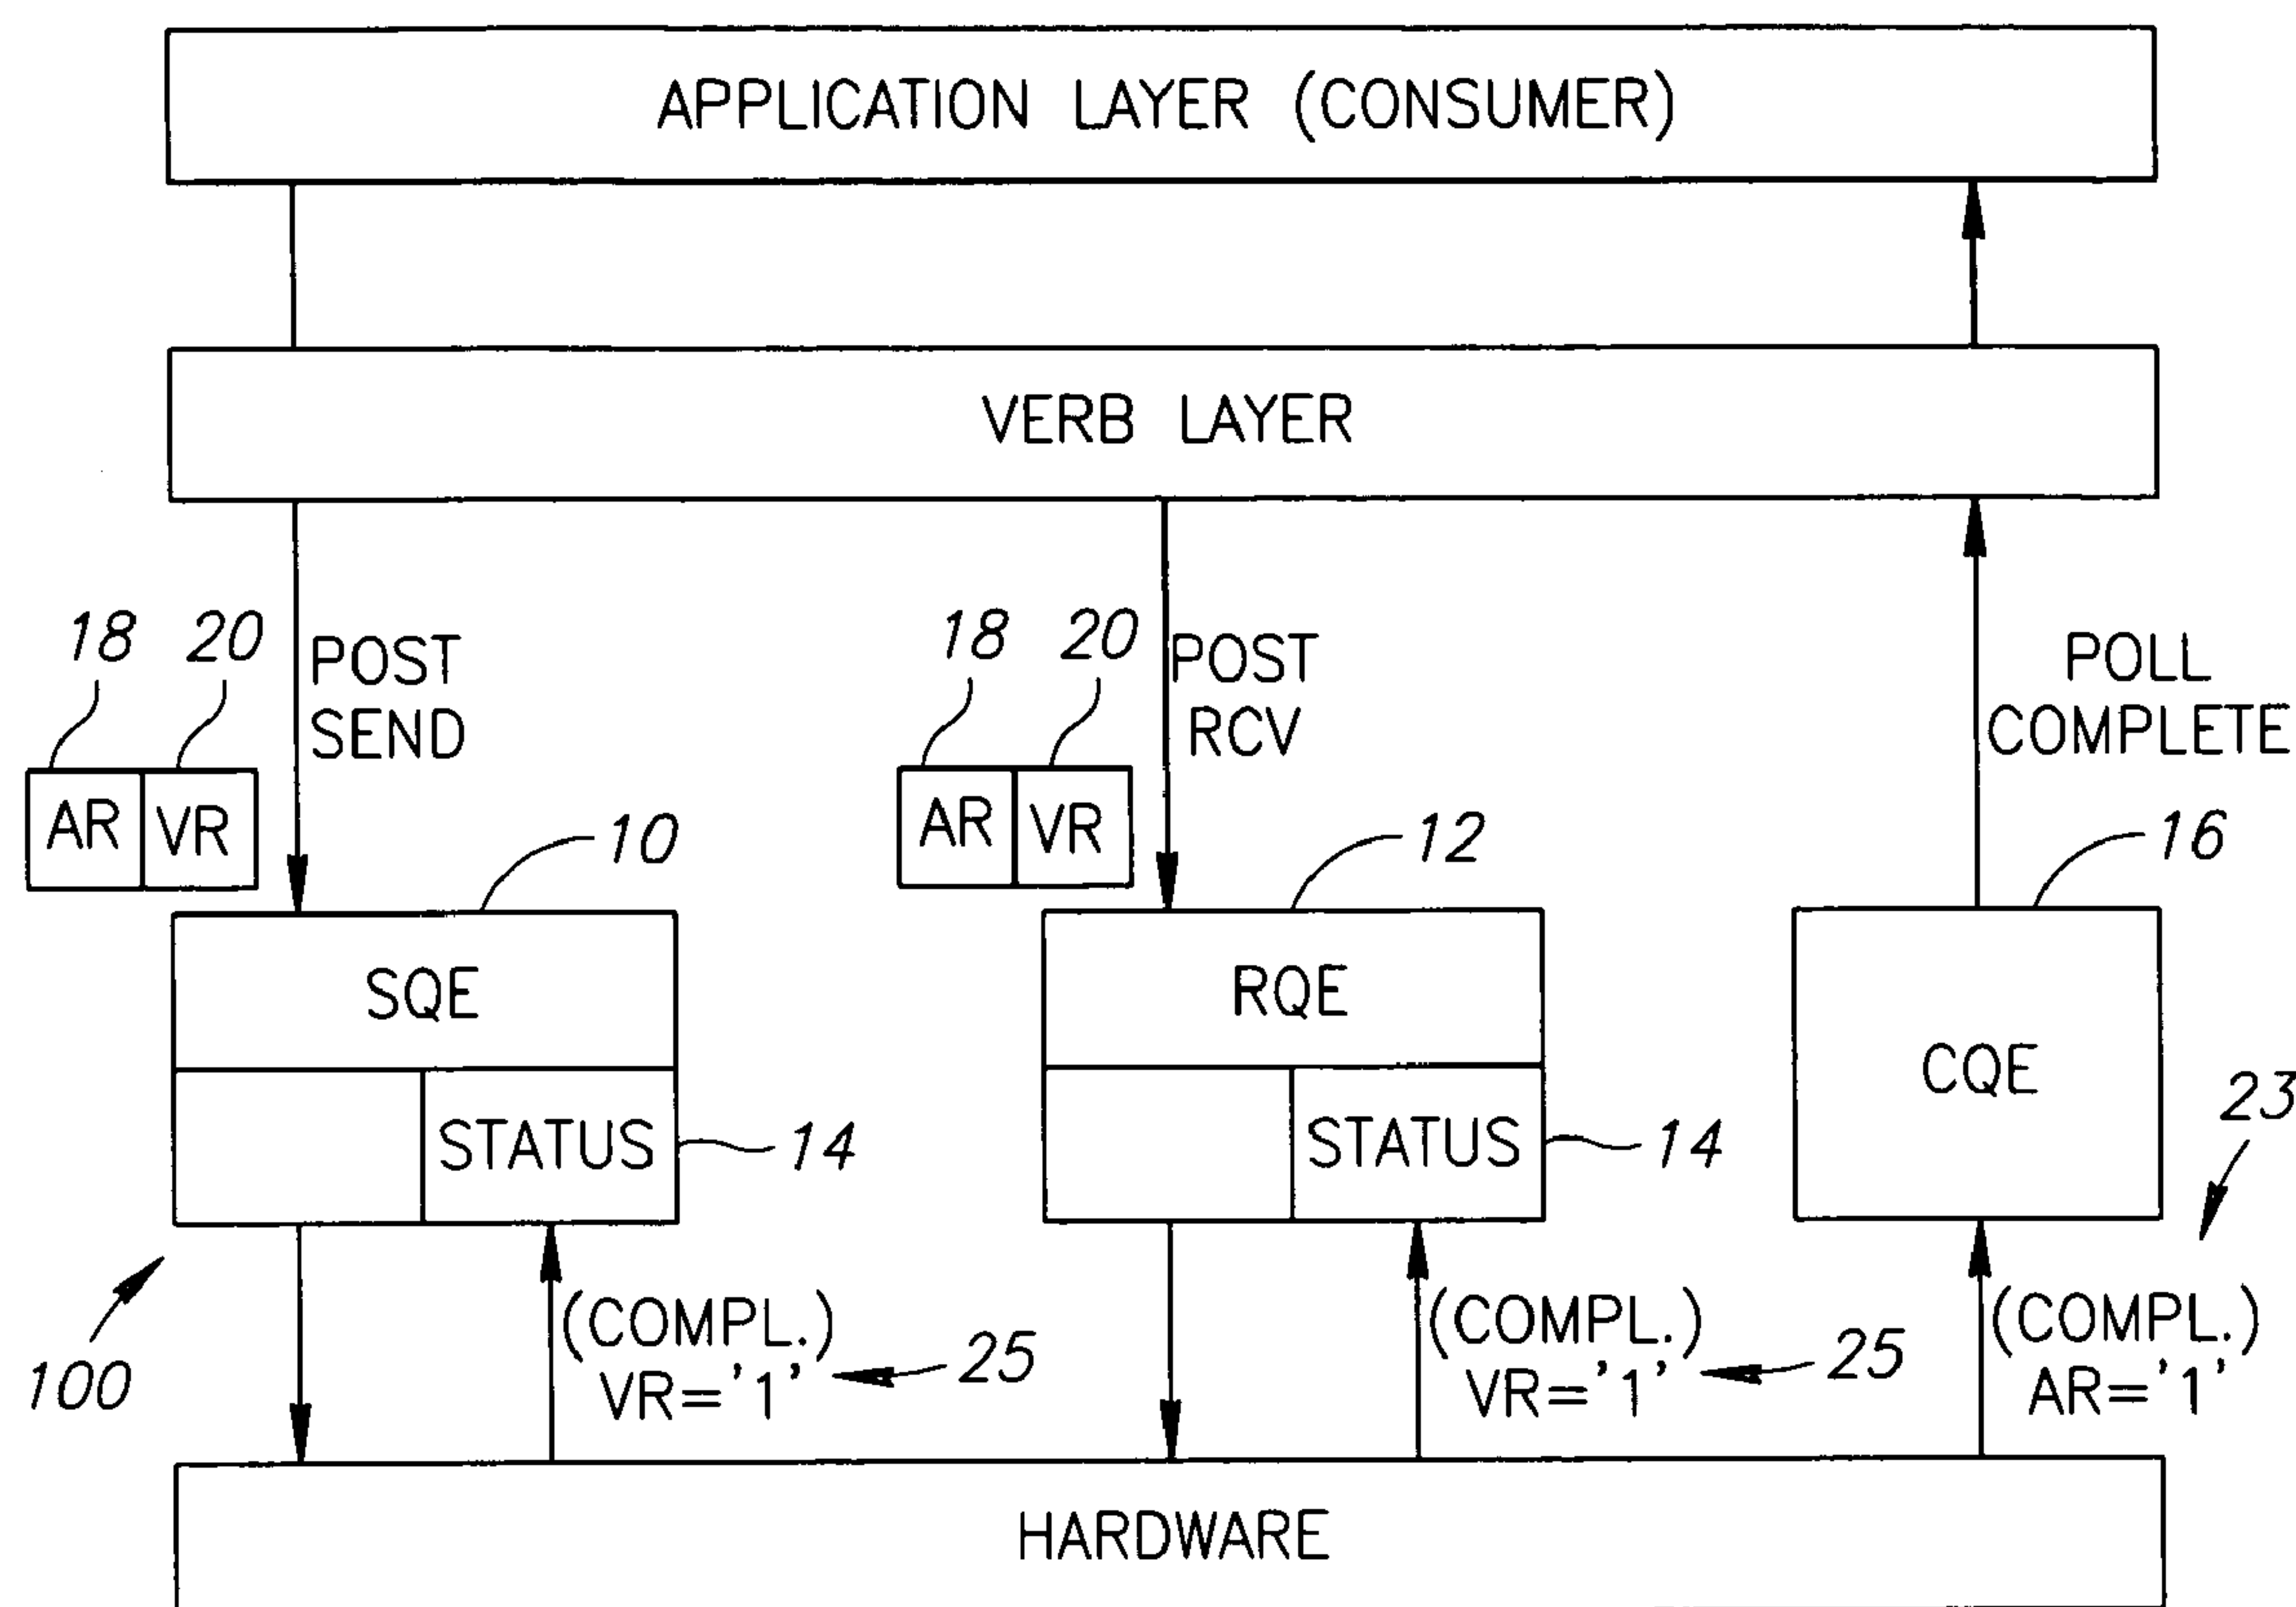 APPLICATION LAYER (CONSUMER)
VERB LAYER
18
20
POST
SEND
AR
VR
10
SQE
STATUS
14
18
20
POST
RCV
AR
VR
12
RQE
STATUS
14
POLL
COMPLETE
16
CQE
23
100
(COMPL.)
VR='1'
25
(COMPL.)
VR='1'
25
(COMPL.)
AR='1'
HARDWARE